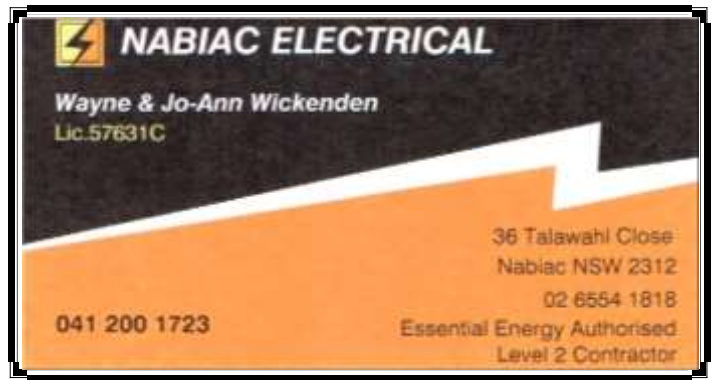 NABIAC ELECTRICAL
Wayne & Jo-Ann Wickenden
Lic.57631C
36 Talawahl Close
Nabiac NSW 2312
02 6554 1818
041 200 1723
Essential Energy Authorised
Level 2 Contractor